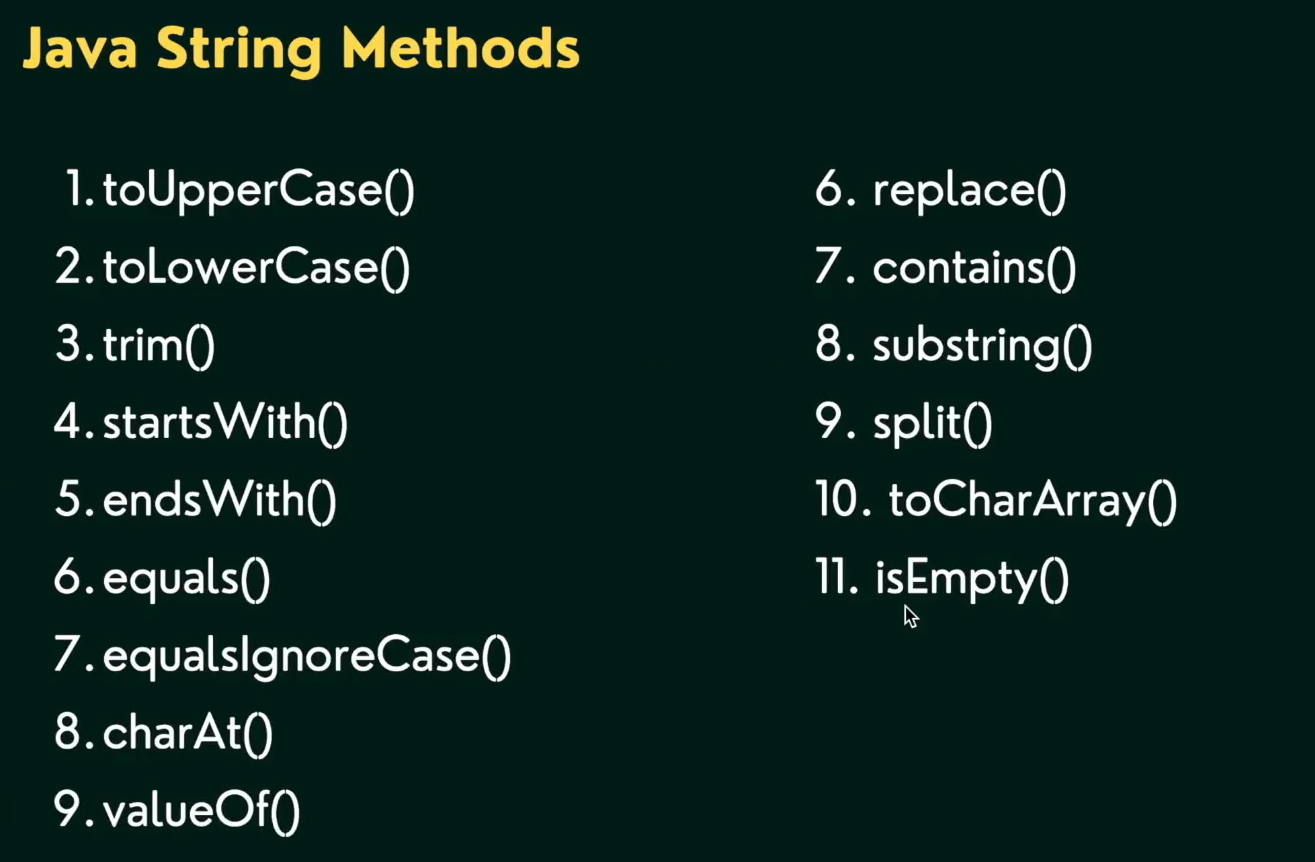 Java String Methods
1. toUpperCase()
2. toLowerCase()
3. trim()
4. startsWith()
5. endsWith()
6. equals()
7. equalsIgnoreCase()
8. charAt()
9. valueOf()
6. replace()
7. contains()
8. substring()
9. split()
10. toCharArray()
11. isEmpty()